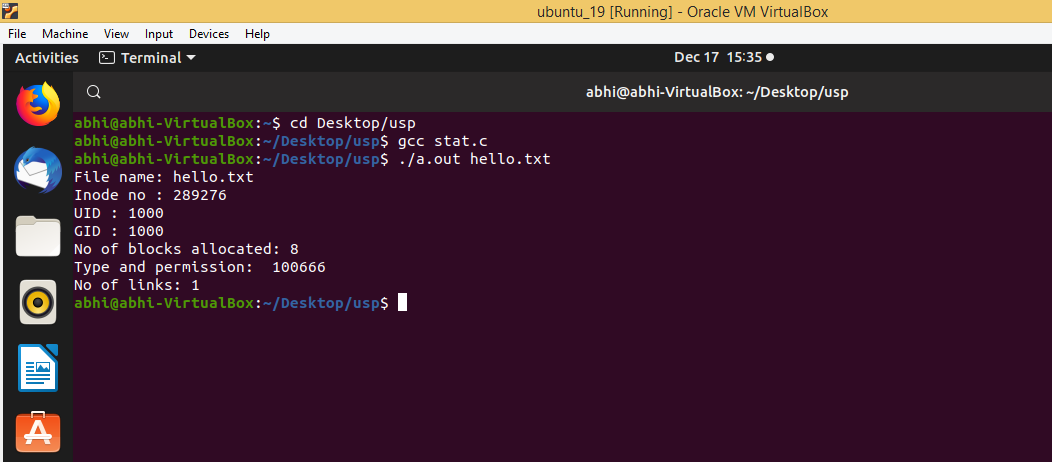 ubuntu_19 [Running] - Oracle VM VirtualBox
File Machine View Input Devices Help
Activities Terminal Dec 17 15:35
abhi@abhi-VirtualBox: ~/Desktop/usp
abhi@abhi-VirtualBox:~$ cd Desktop/usp
abhi@abhi-VirtualBox:~/Desktop/usp$ gcc stat.c
abhi@abhi-VirtualBox:~/Desktop/usp$ ./a.out hello.txt
File name: hello.txt
Inode no : 289276
UID : 1000
GID : 1000
No of blocks allocated: 8
Type and permission:  100666
No of links: 1
abhi@abhi-VirtualBox:~/Desktop/usp$